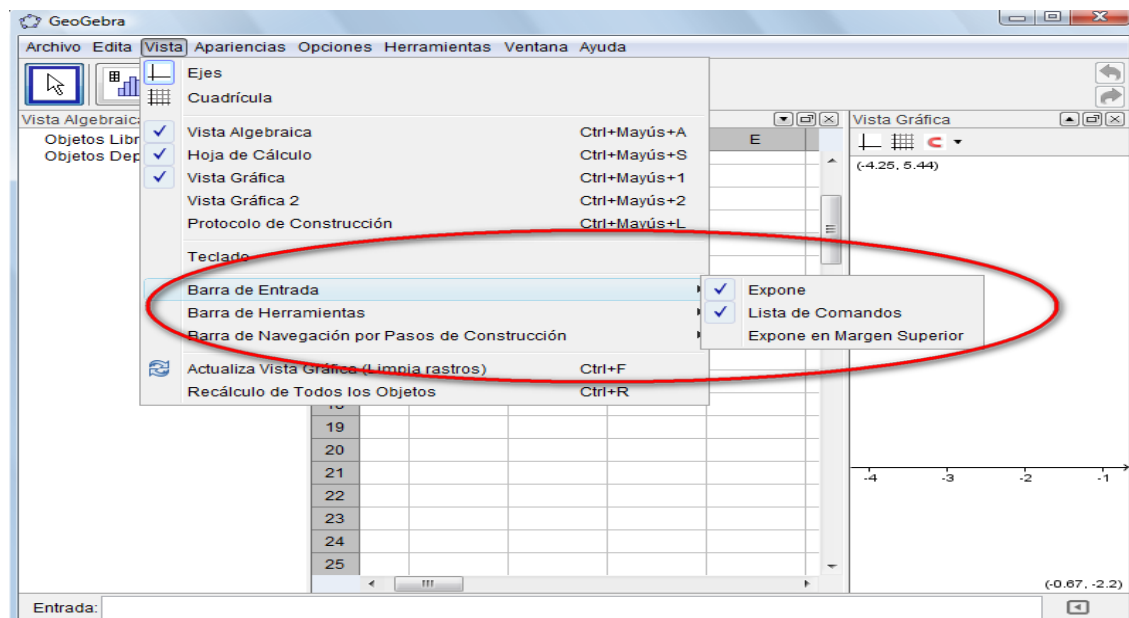 GeoGebra
Archivo Edita Vista Apariencias Opciones Herramientas Ventana Ayuda
Ejes
Cuadrícula
Vista Algebraica
Objetos Libr
Objetos Dep
Vista Algebraica Ctrl+Mayús+A
Hoja de Cálculo Ctrl+Mayús+S
Vista Gráfica Ctrl+Mayús+1
Vista Gráfica 2 Ctrl+Mayús+2
Protocolo de Construcción Ctrl+Mayús+L
Teclado
Barra de Entrada
Barra de Herramientas
Barra de Navegación por Pasos de Construcción
Actualiza Vista Gráfica (Limpia rastros) Ctrl+F
Recálculo de Todos los Objetos Ctrl+R
Expone
Lista de Comandos
Expone en Margen Superior
E
18
19
20
21
22
23
24
25
Vista Gráfica
(-4.25, 5.44)
-4 -3 -2 -1
(-0.67, -2.2)
Entrada: